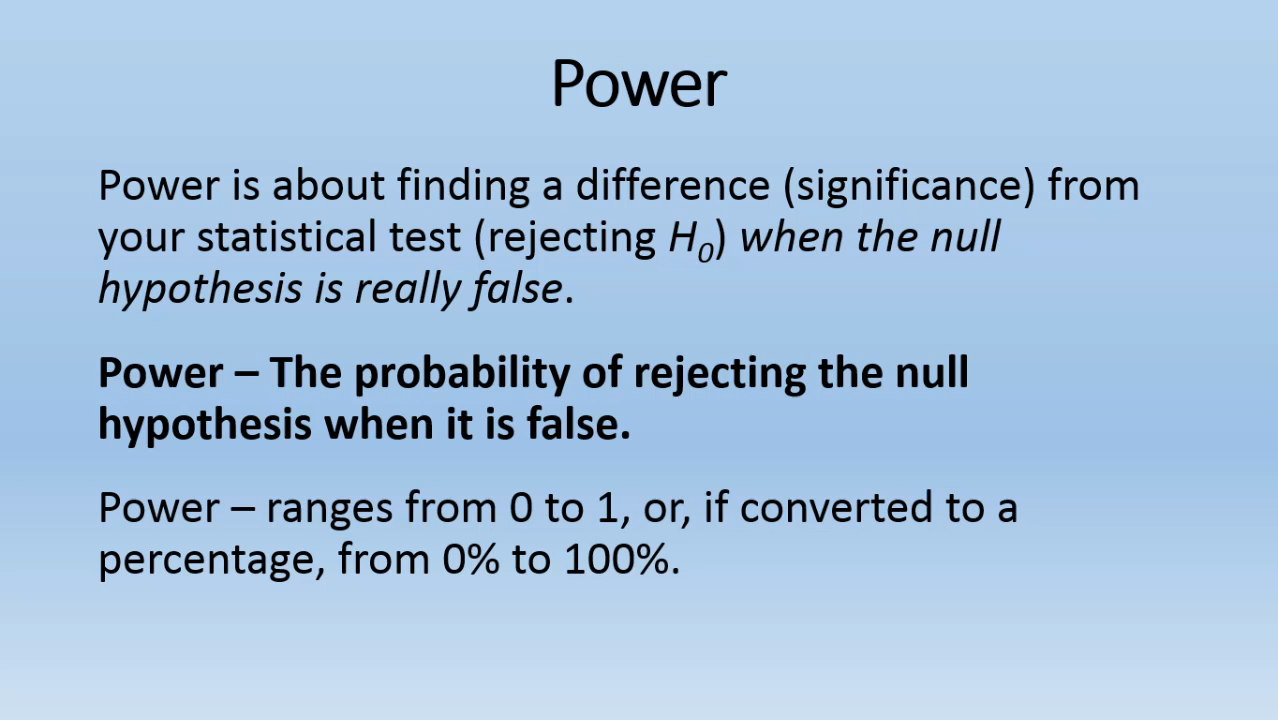 Power
Power is about finding a difference (significance) from
your statistical test (rejecting H₀) when the null
hypothesis is really false.
Power – The probability of rejecting the null
hypothesis when it is false.
Power – ranges from 0 to 1, or, if converted to a
percentage, from 0% to 100%.